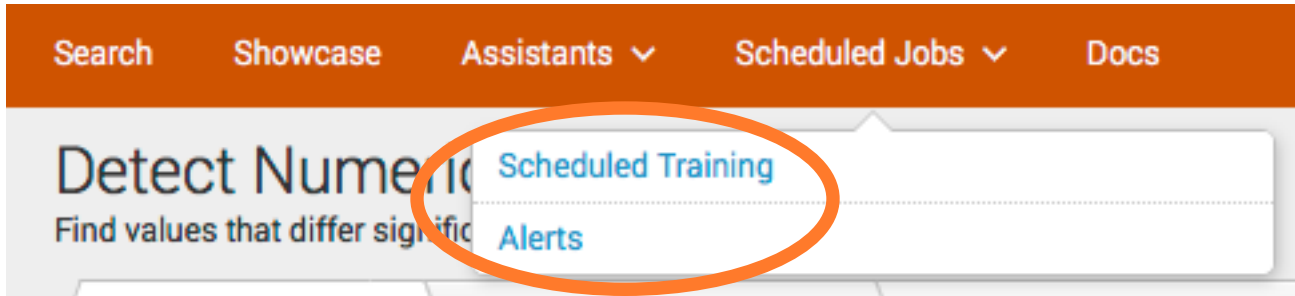 Search Showcase Assistants Scheduled Jobs Docs
Detect Numeric
Scheduled Training
Find values that differ signific
Alerts